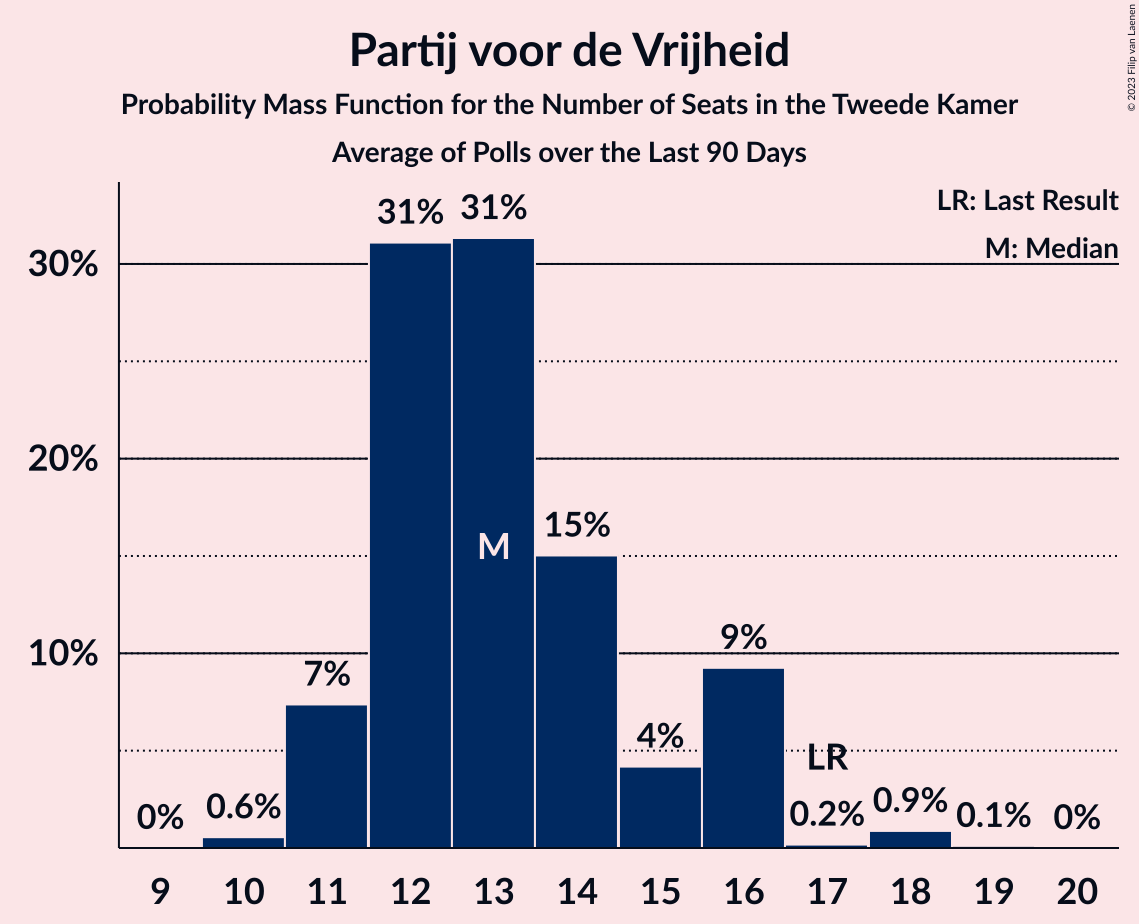 Partij voor de Vrijheid
Probability Mass Function for the Number of Seats in the Tweede Kamer
Average of Polls over the Last 90 Days
© 2023 Filip van Laenen
LR: Last Result
M: Median
30%
20%
10%
0%
0.6%
7%
31%
31%
M
15%
4%
9%
LR
0.2%
0.9%
0.1%
0%
9 10 11 12 13 14 15 16 17 18 19 20